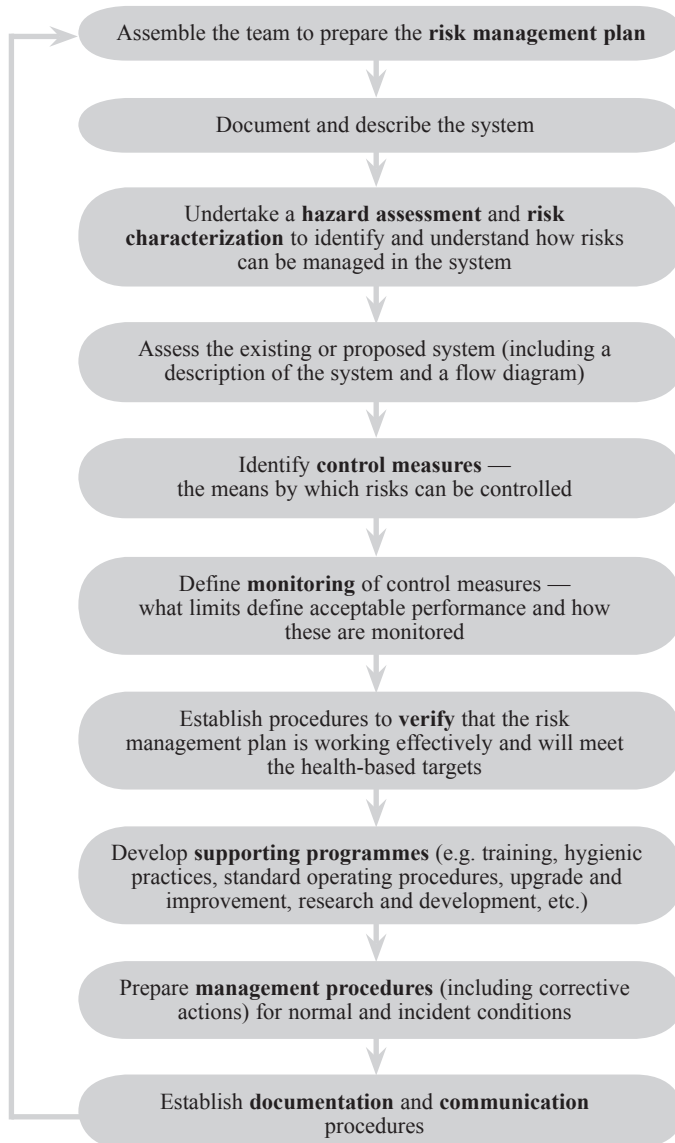 Assemble the team to prepare the risk management plan
Document and describe the system
Undertake a hazard assessment and risk
characterization to identify and understand how risks
can be managed in the system
Assess the existing or proposed system (including a
description of the system and a flow diagram)
Identify control measures —
the means by which risks can be controlled
Define monitoring of control measures —
what limits define acceptable performance and how
these are monitored
Establish procedures to verify that the risk
management plan is working effectively and will meet
the health-based targets
Develop supporting programmes (e.g. training, hygienic
practices, standard operating procedures, upgrade and
improvement, research and development, etc.)
Prepare management procedures (including corrective
actions) for normal and incident conditions
Establish documentation and communication
procedures